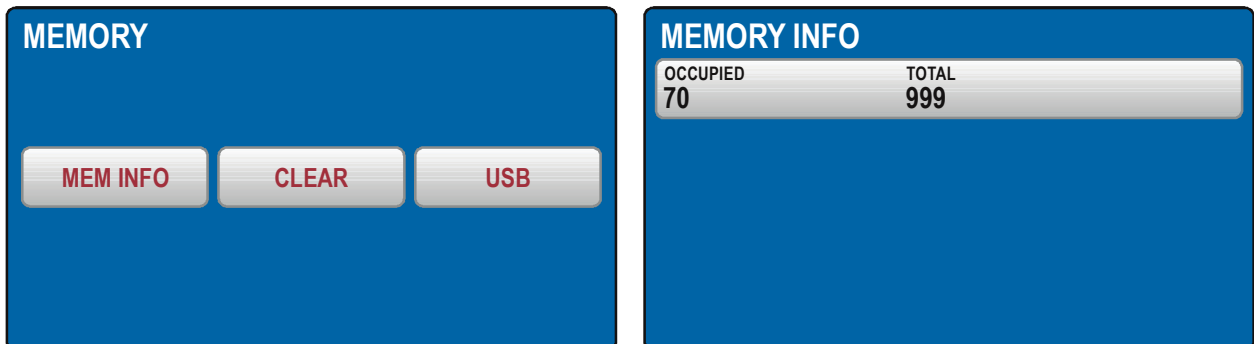 MEMORY
MEM INFO CLEAR USB
MEMORY INFO
OCCUPIED TOTAL
70 999